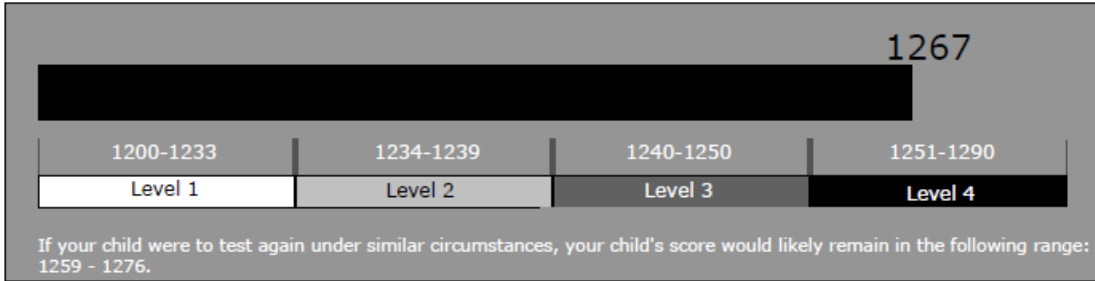 1267
1200-1233 1234-1239 1240-1250 1251-1290
Level 1 Level 2 Level 3 Level 4
If your child were to test again under similar circumstances, your child's score would likely remain in the following range:
1259 - 1276.